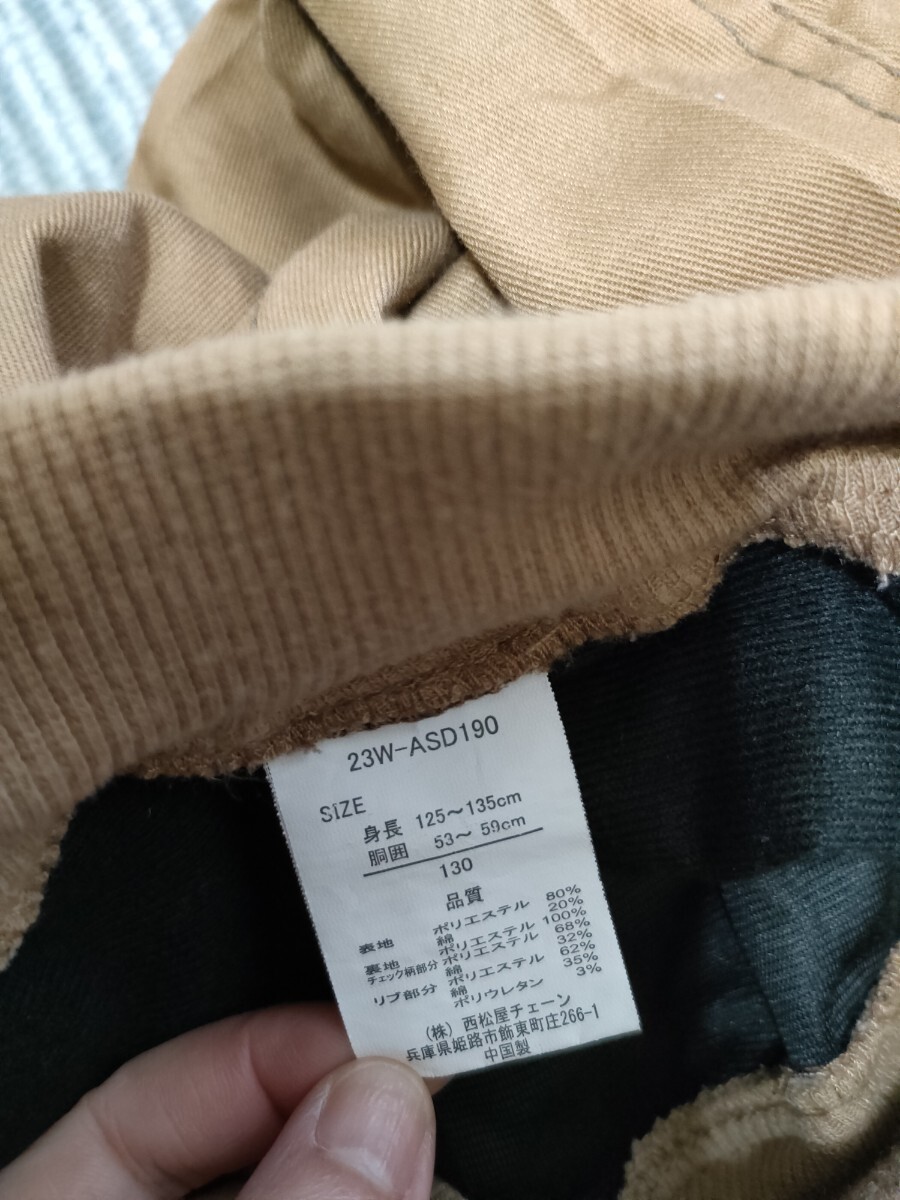 23W-ASD190
SIZE
身長 125～135cm
胴囲 53～59cm
130
品質
表地 ポリエステル 80%
綿 20%
裏地 ポリエステル 100%
チェック柄部分 ポリエステル 68%
綿 32%
リブ部分 ポリエステル 62%
綿 35%
ポリウレタン 3%
（株）西松屋チェーン
兵庫県姫路市飾東町庄266-1
中国製